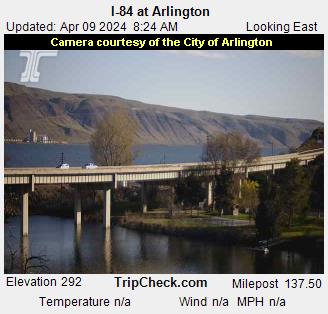 I-84 at Arlington
Updated: Apr 09 2024 8:24 AM Looking East
Camera courtesy of the City of Arlington
Elevation 292 TripCheck.com Milepost 137.50
Temperature n/a Wind n/a MPH n/a